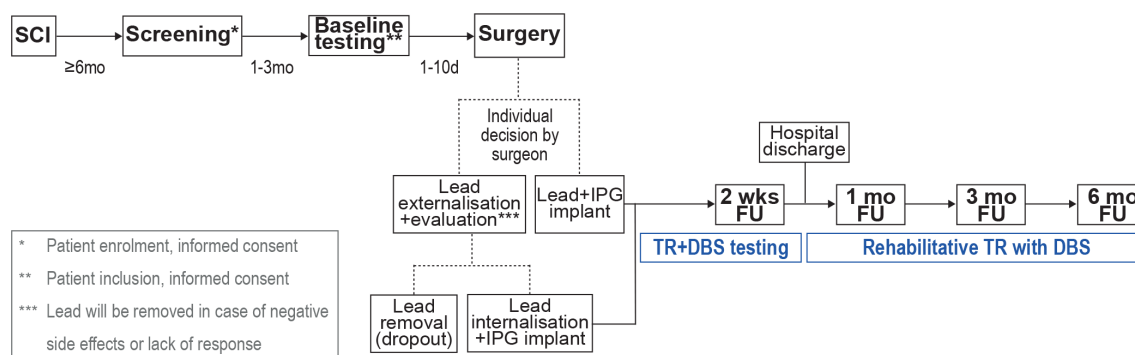 SCI
≥6mo
Screening*
1-3mo
Baseline
testing**
1-10d
Surgery
Individual
decision by
surgeon
Lead
externalisation
+evaluation***
Lead+IPG
implant
Lead
removal
(dropout)
Lead
internalisation
+IPG implant
2 wks
FU
Hospital
discharge
1 mo
FU
3 mo
FU
6 mo
FU
TR+DBS testing
Rehabilitative TR with DBS
* Patient enrolment, informed consent
** Patient inclusion, informed consent
*** Lead will be removed in case of negative
side effects or lack of response